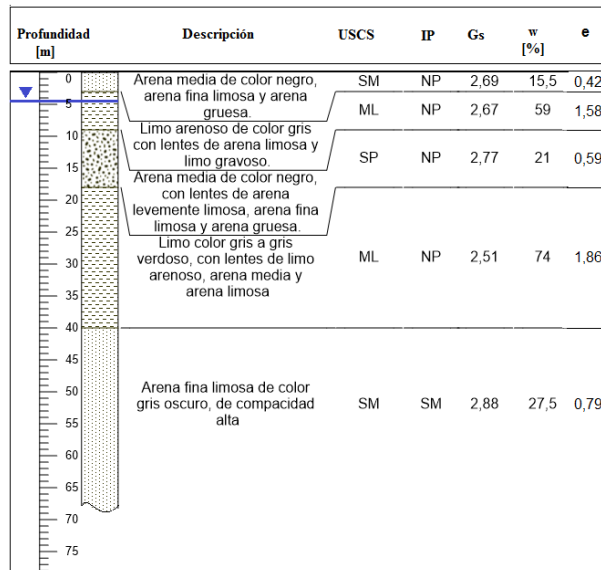 Profundidad [m] Descripción USCS IP Gs w [%] e
0
5
10
15
20
25
30
35
40
45
50
55
60
65
70
75
Arena media de color negro,
arena fina limosa y arena
gruesa.
SM NP 2,69 15,5 0,42
Limo arenoso de color gris
con lentes de arena limosa y
limo gravoso.
ML NP 2,67 59 1,58
Arena media de color negro,
con lentes de arena
levemente limosa, arena fina
limosa y arena gruesa.
SP NP 2,77 21 0,59
Limo color gris a gris
verdoso, con lentes de limo
arenoso, arena media y
arena limosa
ML NP 2,51 74 1,86
Arena fina limosa de color
gris oscuro, de compacidad
alta
SM SM 2,88 27,5 0,79